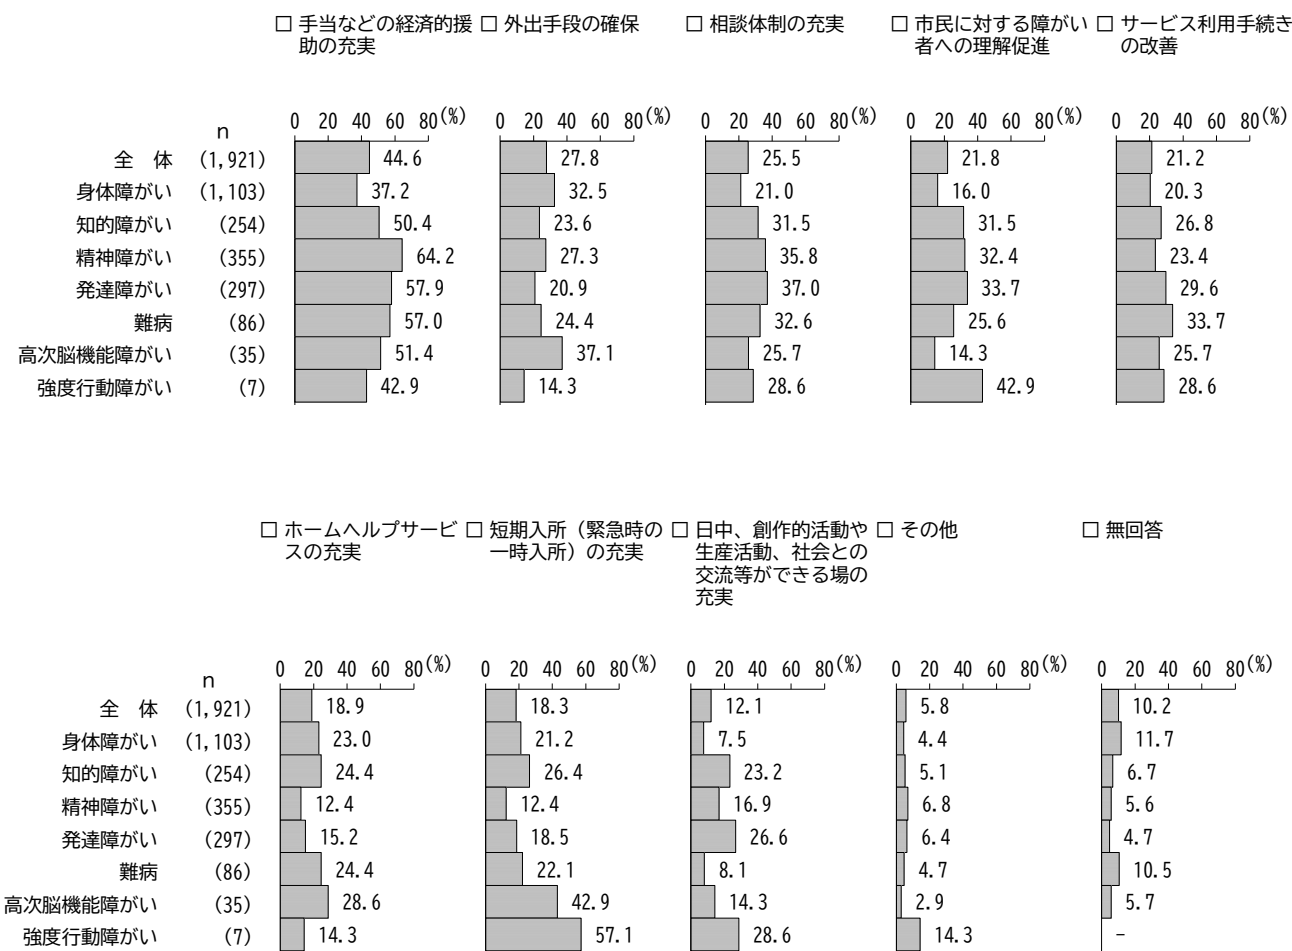 □ 手当などの経済的援助の充実
□ 外出手段の確保
□ 相談体制の充実
□ 市民に対する障がい者への理解促進
□ サービス利用手続きの改善
n 0 20 40 60 80(%) 0 20 40 60 80(%) 0 20 40 60 80(%) 0 20 40 60 80(%) 0 20 40 60 80(%)
全 体 (1,921) 44.6 27.8 25.5 21.8 21.2
身体障がい (1,103) 37.2 32.5 21.0 16.0 20.3
知的障がい (254) 50.4 23.6 31.5 31.5 26.8
精神障がい (355) 64.2 27.3 35.8 32.4 23.4
発達障がい (297) 57.9 20.9 37.0 33.7 29.6
難病 (86) 57.0 24.4 32.6 25.6 33.7
高次脳機能障がい (35) 51.4 37.1 25.7 14.3 25.7
強度行動障がい (7) 42.9 14.3 28.6 42.9 28.6
□ ホームヘルプサービスの充実
□ 短期入所（緊急時の一時入所）の充実
□ 日中、創作的活動や生産活動、社会との交流等ができる場の充実
□ その他
□ 無回答
n 0 20 40 60 80(%) 0 20 40 60 80(%) 0 20 40 60 80(%) 0 20 40 60 80(%) 0 20 40 60 80(%)
全 体 (1,921) 18.9 18.3 12.1 5.8 10.2
身体障がい (1,103) 23.0 21.2 7.5 4.4 11.7
知的障がい (254) 24.4 26.4 23.2 5.1 6.7
精神障がい (355) 12.4 12.4 16.9 6.8 5.6
発達障がい (297) 15.2 18.5 26.6 6.4 4.7
難病 (86) 24.4 22.1 8.1 4.7 10.5
高次脳機能障がい (35) 28.6 42.9 14.3 2.9 5.7
強度行動障がい (7) 14.3 57.1 28.6 14.3 -